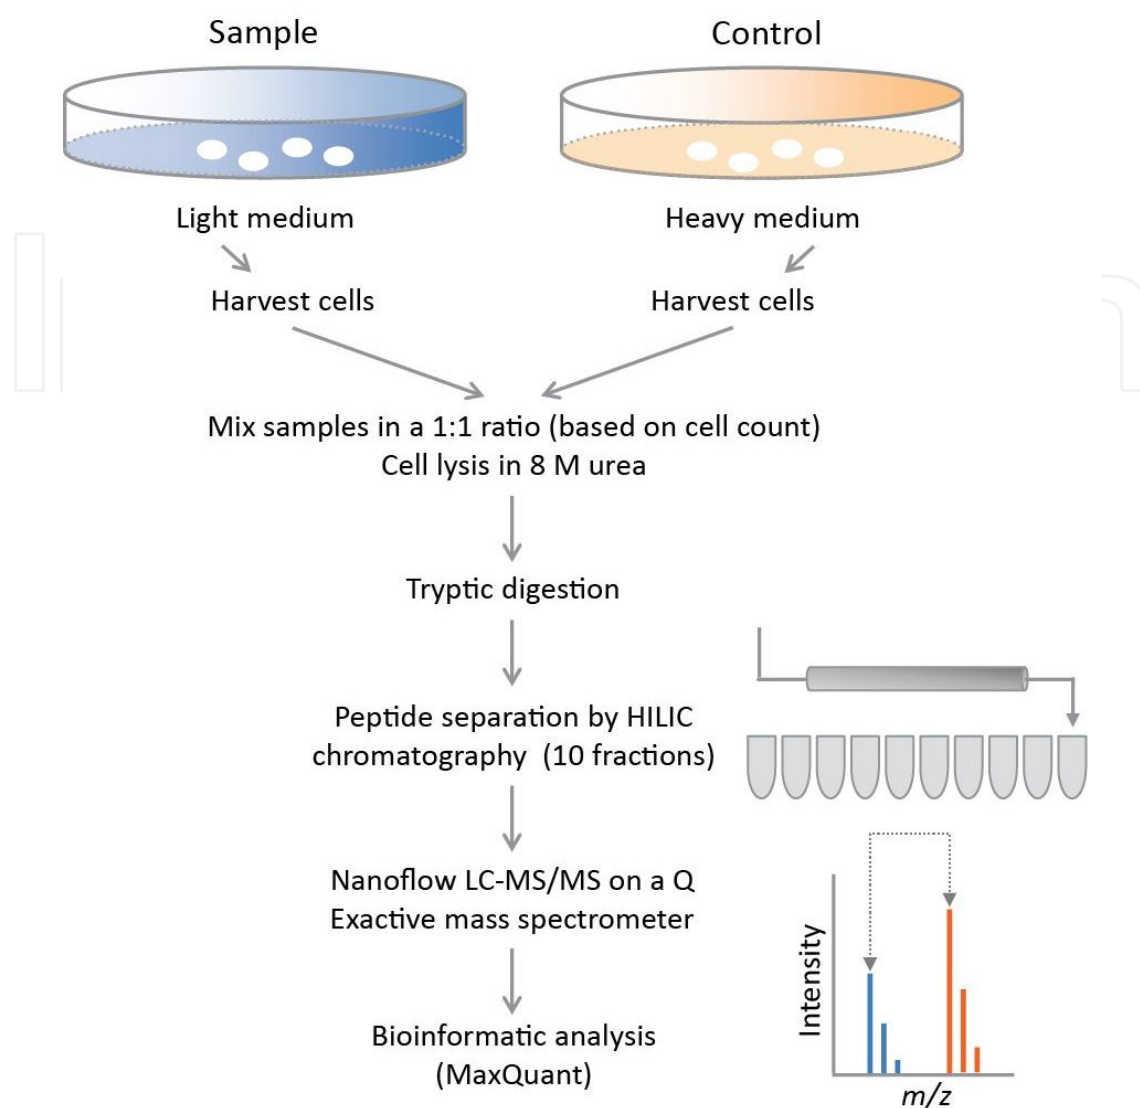 Sample
Control
Light medium
Heavy medium
Harvest cells
Harvest cells
Mix samples in a 1:1 ratio (based on cell count)
Cell lysis in 8 M urea
Tryptic digestion
Peptide separation by HILIC
chromatography (10 fractions)
Nanoflow LC-MS/MS on a Q
Exactive mass spectrometer
Bioinformatic analysis
(MaxQuant)
Intensity
m/z